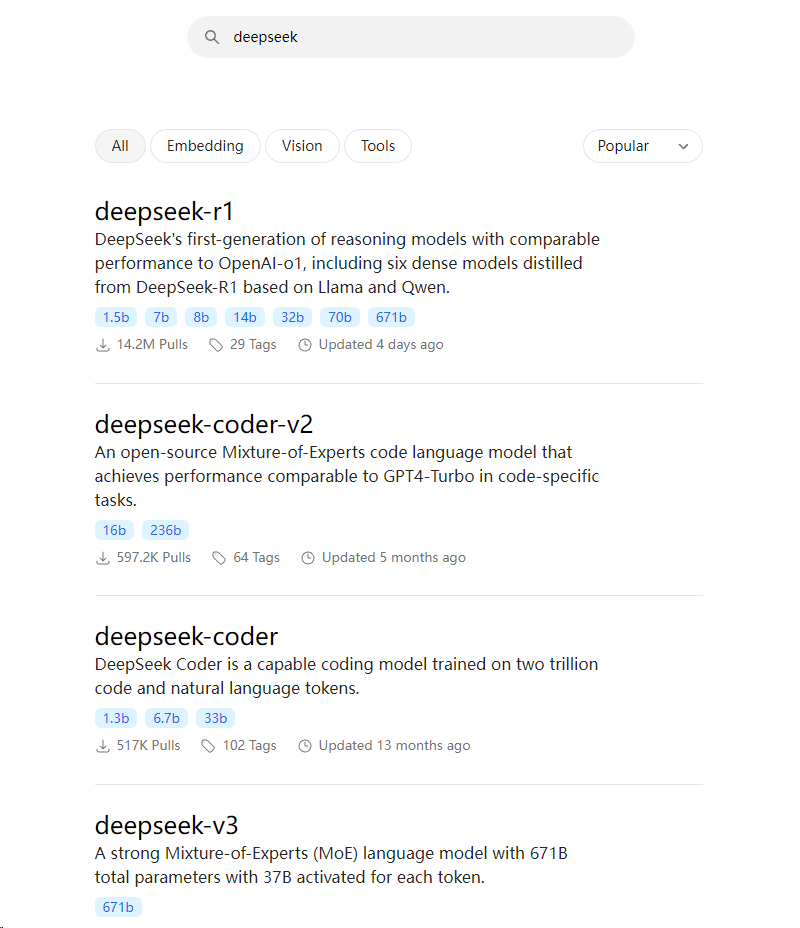 deepseek
All Embedding Vision Tools Popular
deepseek-r1
DeepSeek's first-generation of reasoning models with comparable
performance to OpenAI-o1, including six dense models distilled
from DeepSeek-R1 based on Llama and Qwen.
1.5b 7b 8b 14b 32b 70b 671b
14.2M Pulls 29 Tags Updated 4 days ago
deepseek-coder-v2
An open-source Mixture-of-Experts code language model that
achieves performance comparable to GPT4-Turbo in code-specific
tasks.
16b 236b
597.2K Pulls 64 Tags Updated 5 months ago
deepseek-coder
DeepSeek Coder is a capable coding model trained on two trillion
code and natural language tokens.
1.3b 6.7b 33b
517K Pulls 102 Tags Updated 13 months ago
deepseek-v3
A strong Mixture-of-Experts (MoE) language model with 671B
total parameters with 37B activated for each token.
671b